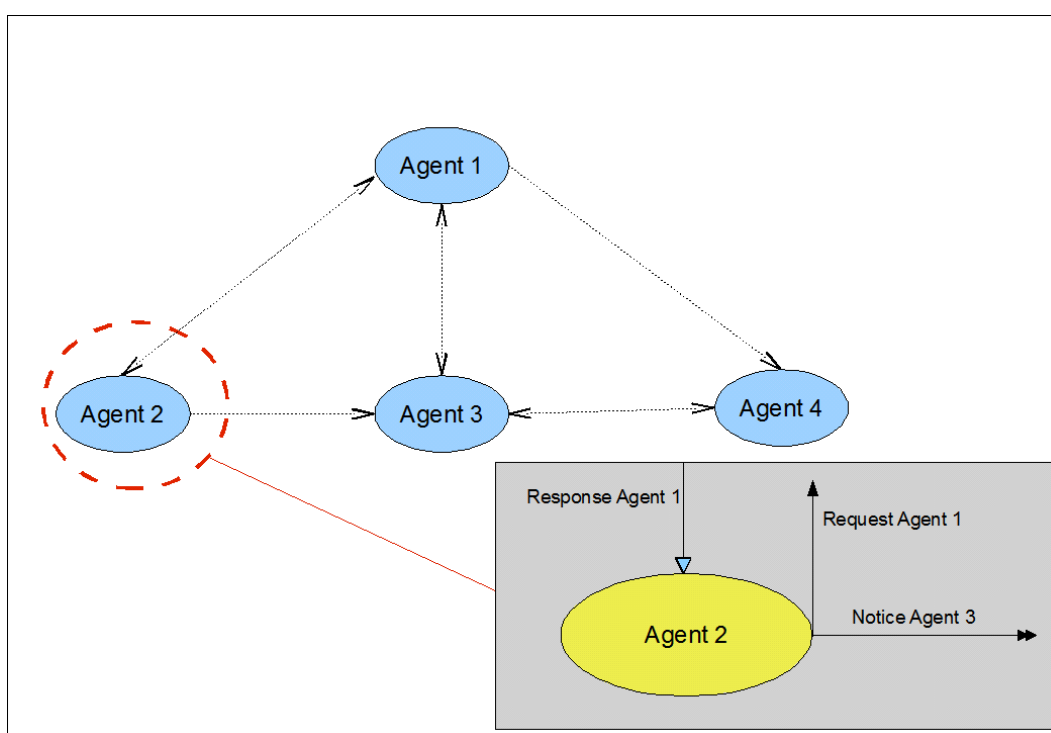 Agent 1
Agent 2
Agent 3
Agent 4
Response Agent 1
Request Agent 1
Notice Agent 3
Agent 2